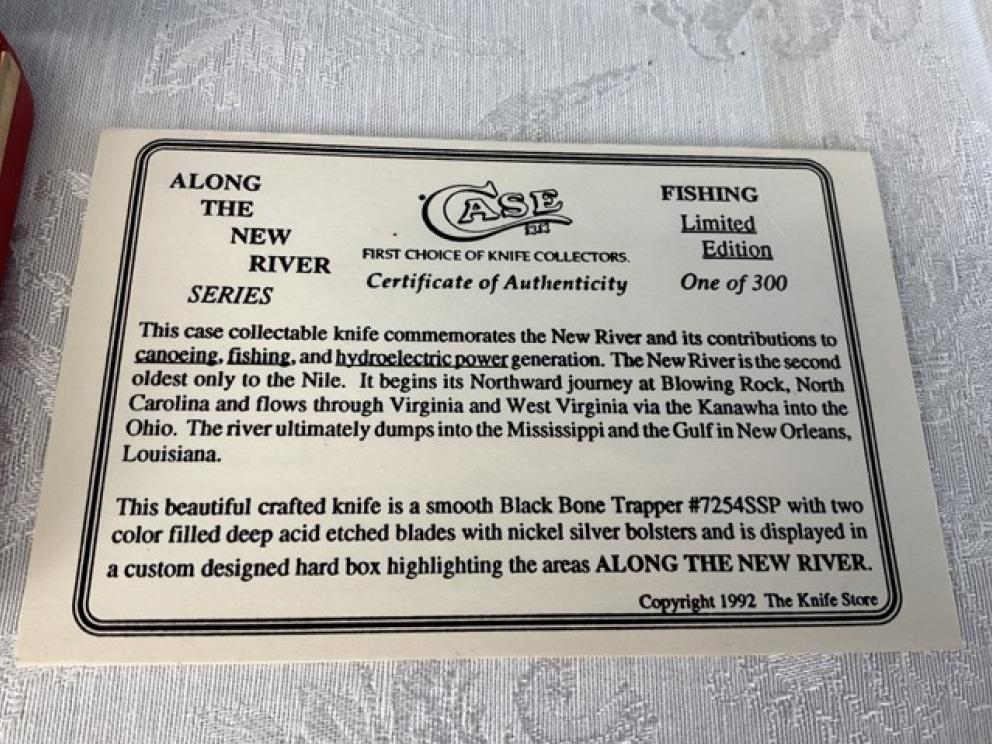 ALONG
THE
NEW
RIVER
SERIES
CASE
FIRST CHOICE OF KNIFE COLLECTORS.
Certificate of Authenticity
FISHING
Limited
Edition
One of 300
This case collectable knife commemorates the New River and its contributions to
canoeing, fishing, and hydroelectric power generation. The New River is the second
oldest only to the Nile. It begins its Northward journey at Blowing Rock, North
Carolina and flows through Virginia and West Virginia via the Kanawha into the
Ohio. The river ultimately dumps into the Mississippi and the Gulf in New Orleans,
Louisiana.
This beautiful crafted knife is a smooth Black Bone Trapper #7254SSP with two
color filled deep acid etched blades with nickel silver bolsters and is displayed in
a custom designed hard box highlighting the areas ALONG THE NEW RIVER.
Copyright 1992 The Knife Store